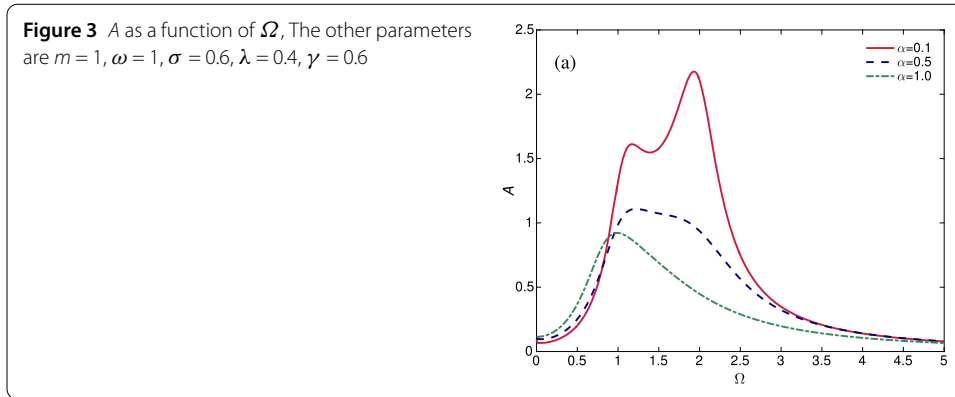 Figure 3 A as a function of Ω, The other parameters
are m = 1, ω = 1, σ = 0.6, λ = 0.4, γ = 0.6
(a)
α=0.1
α=0.5
α=1.0
2.5
2
1.5
1
0.5
0
A
0 0.5 1 1.5 2 2.5 3 3.5 4 4.5 5
Ω